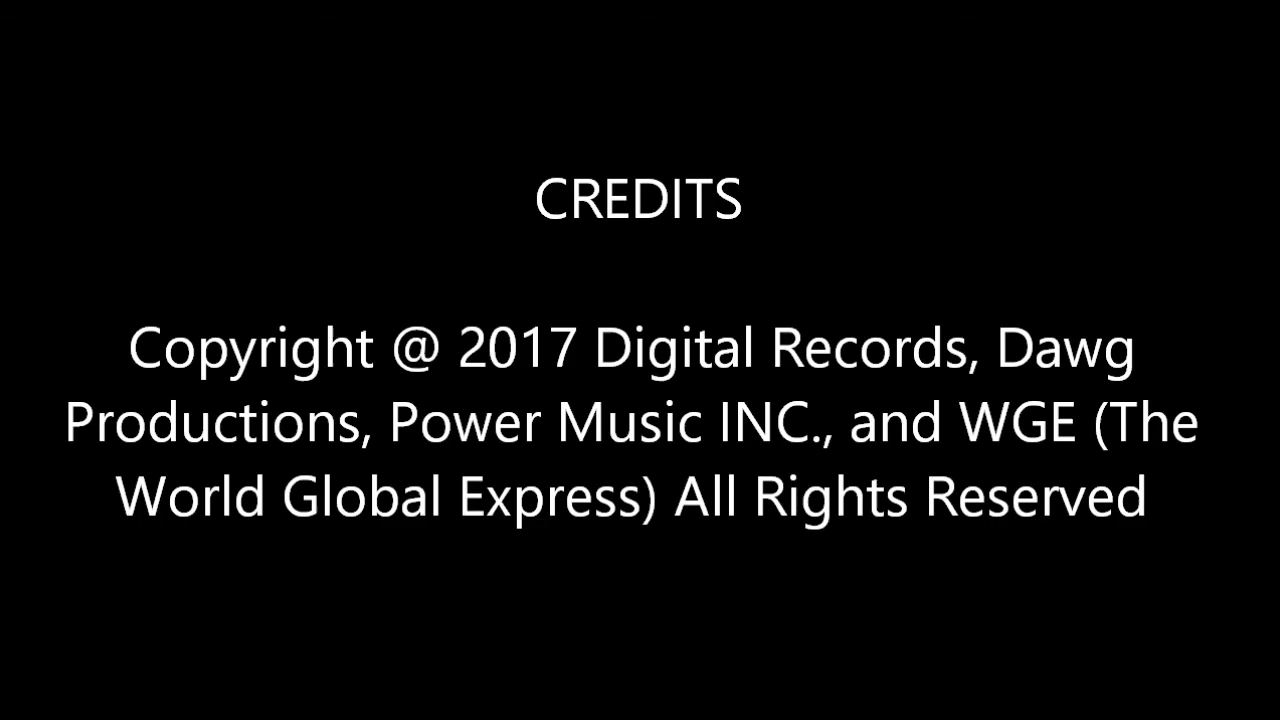 CREDITS
Copyright @ 2017 Digital Records, Dawg
Productions, Power Music INC., and WGE (The
World Global Express) All Rights Reserved